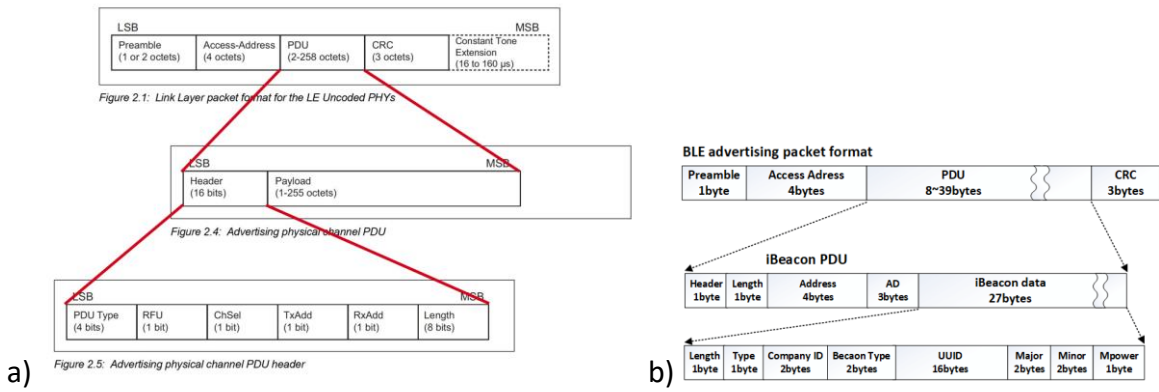 LSB MSB
Preamble Access-Address PDU CRC Constant Tone
(1 or 2 octets) (4 octets) (2-258 octets) (3 octets) Extension
(16 to 160 µs)
Figure 2.1: Link Layer packet format for the LE Uncoded PHYs
LSB MSB
Header Payload
(16 bits) (1-255 octets)
Figure 2.4: Advertising physical channel PDU
LSB MSB
PDU Type RFU ChSel TxAdd RxAdd Length
(4 bits) (1 bit) (1 bit) (1 bit) (1 bit) (8 bits)
Figure 2.5: Advertising physical channel PDU header
a)
BLE advertising packet format
Preamble Access Adress PDU CRC
1byte 4bytes 8~39bytes 3bytes
iBeacon PDU
Header Length Address AD iBeacon data
1byte 1byte 4bytes 3bytes 27bytes
Length Type Company ID Becaon Type UUID Major Minor Mpower
1byte 1byte 2bytes 2bytes 16bytes 2bytes 2bytes 1byte
b)